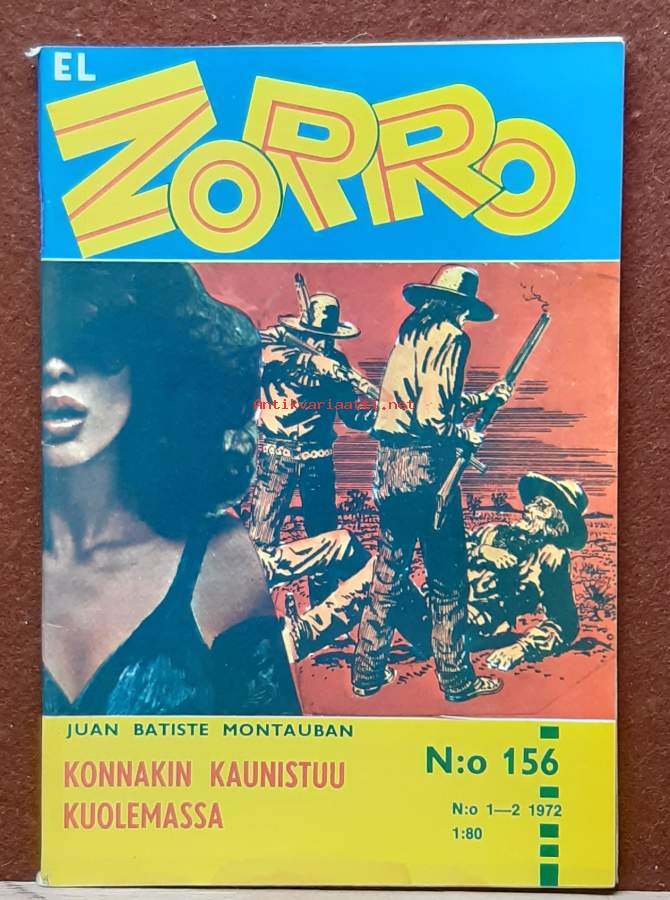 EL
ZORRO
Antikvariaatti.net
JUAN BATISTE MONTAUBAN
KONNAKIN KAUNISTUU
KUOLEMASSA
N:o 156
N:o 1—2 1972
1:80